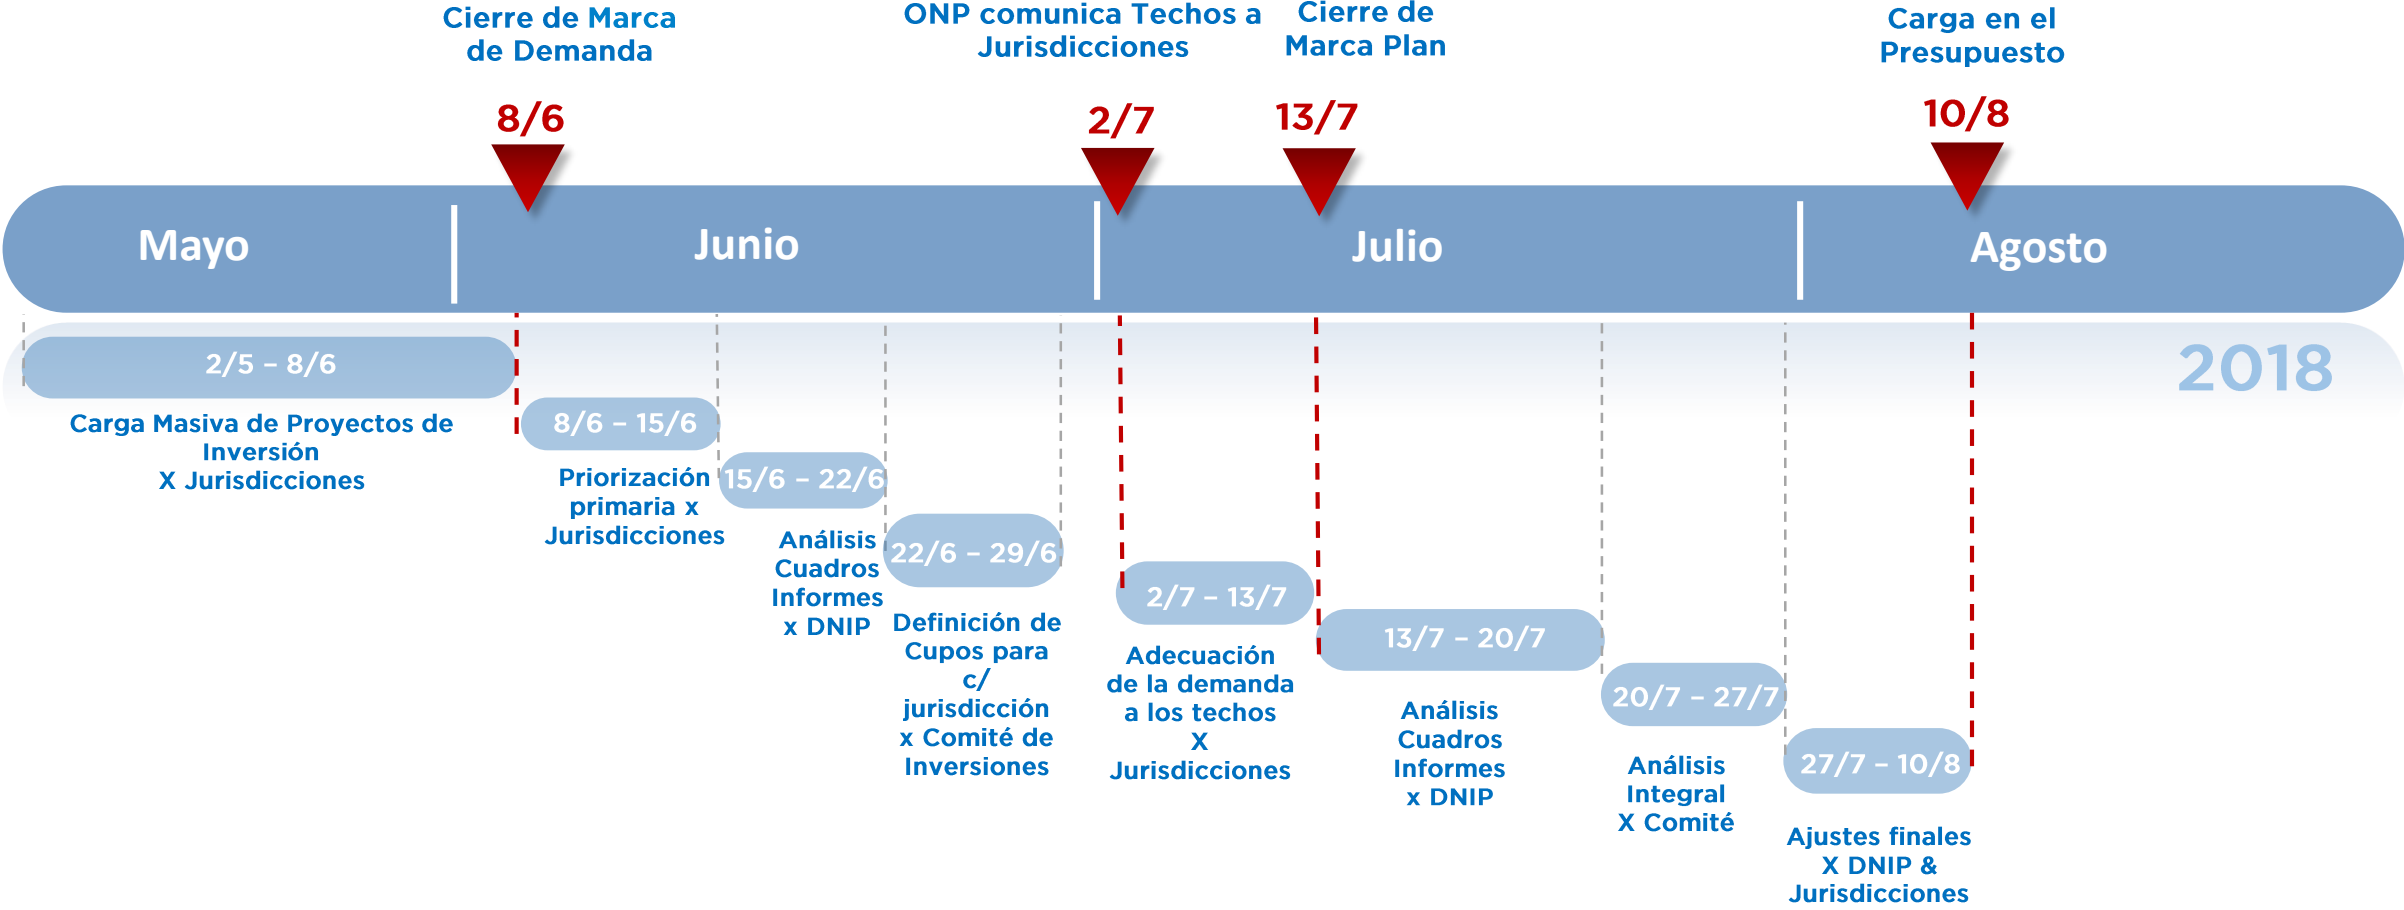 Cierre de Marca
de Demanda
8/6
ONP comunica Techos a
Jurisdicciones
2/7
Cierre de
Marca Plan
13/7
Carga en el
Presupuesto
10/8
Mayo
Junio
Julio
Agosto
2018
2/5 – 8/6
Carga Masiva de Proyectos de
Inversión
X Jurisdicciones
8/6 – 15/6
Priorización
primaria x
Jurisdicciones
15/6 – 22/6
Análisis
Cuadros
Informes
x DNIP
22/6 – 29/6
Definición de
Cupos para
c/
jurisdicción
x Comité de
Inversiones
2/7 – 13/7
Adecuación
de la demanda
a los techos
X
Jurisdicciones
13/7 – 20/7
Análisis
Cuadros
Informes
x DNIP
20/7 – 27/7
Análisis
Integral
X Comité
27/7 – 10/8
Ajustes finales
X DNIP &
Jurisdicciones